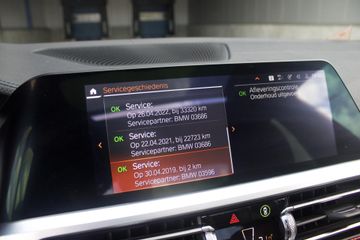 Servicegeschiedenis
OK Service:
Op 26.04.2022, bij 33320 km
Servicepartner: BMW 03686
OK Service:
Op 22.04.2021, bij 22723 km
Servicepartner: BMW 03686
OK Service:
Op 30.04.2019, bij 2 km
Servicepartner: BMW 03596
OK Afleveringscontrole:
Onderhoud uitgevoerd